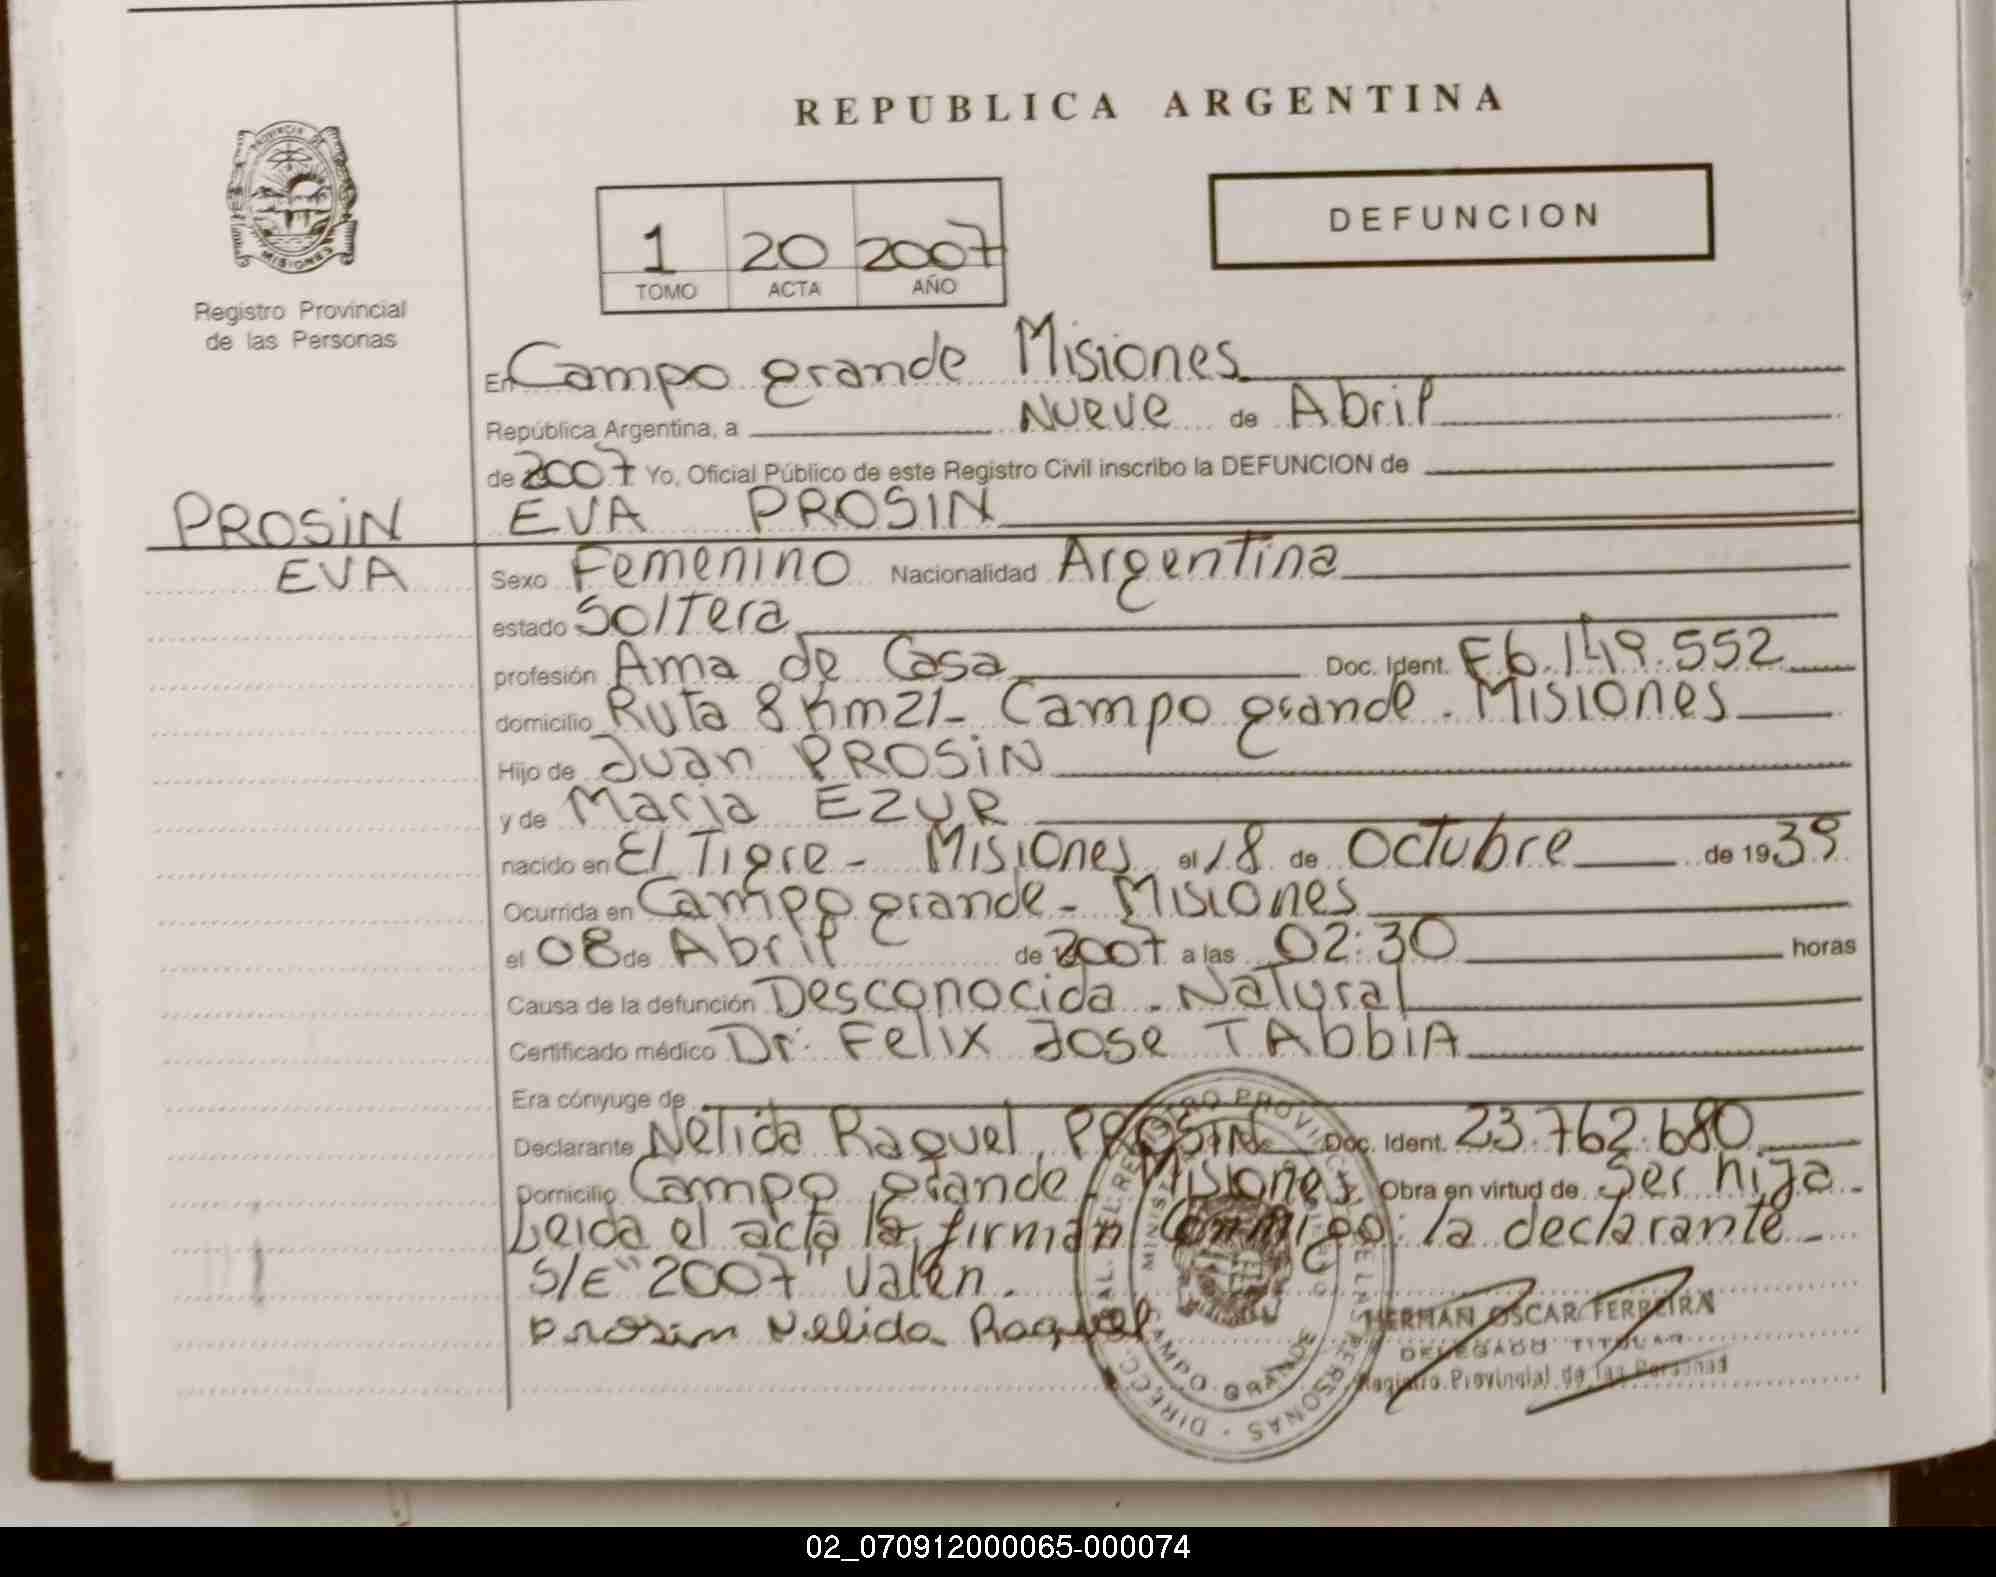 REPUBLICA ARGENTINA
PROVINCIA DE
MISIONES
Registro Provincial
de las Personas
1 20 2007
TOMO ACTA AÑO
DEFUNCION
En Campo grande Misiones
República Argentina, a Nueve de Abril
de 2007 Yo, Oficial Público de este Registro Civil inscribo la DEFUNCION de
PROSIN
EVA
EVA PROSIN
Sexo Femenino Nacionalidad Argentina
estado Soltera
profesión Ama de Casa Doc. Ident. F6.149.552
domicilio Ruta 8 Km21- Campo grande - Misiones
Hijo de Juan PROSIN
y de Maria EZUR
nacido en El Tigre - Misiones el 18 de Octubre de 1939
Ocurrida en Campo grande - Misiones
el 08 de Abril de 2007 a las 02:30 horas
Causa de la defunción Desconocida - Natural
Certificado médico Dr. Felix Jose TAbbIA
Era cónyuge de
Declarante Nelida Raquel PROSIN Doc. Ident. 23.762.680
Domicilio Campo grande - Misiones Obra en virtud de Ser hija -
Leida el acta la firman Conmigo: la declarante -
S/E "2007" Valen.
Prosin Nelida Raquel
HERNAN OSCAR FERREIRA
DELEGADO TITULAR
Registro Provincial de las Personas
CAMPO GRANDE
02_070912000065-000074